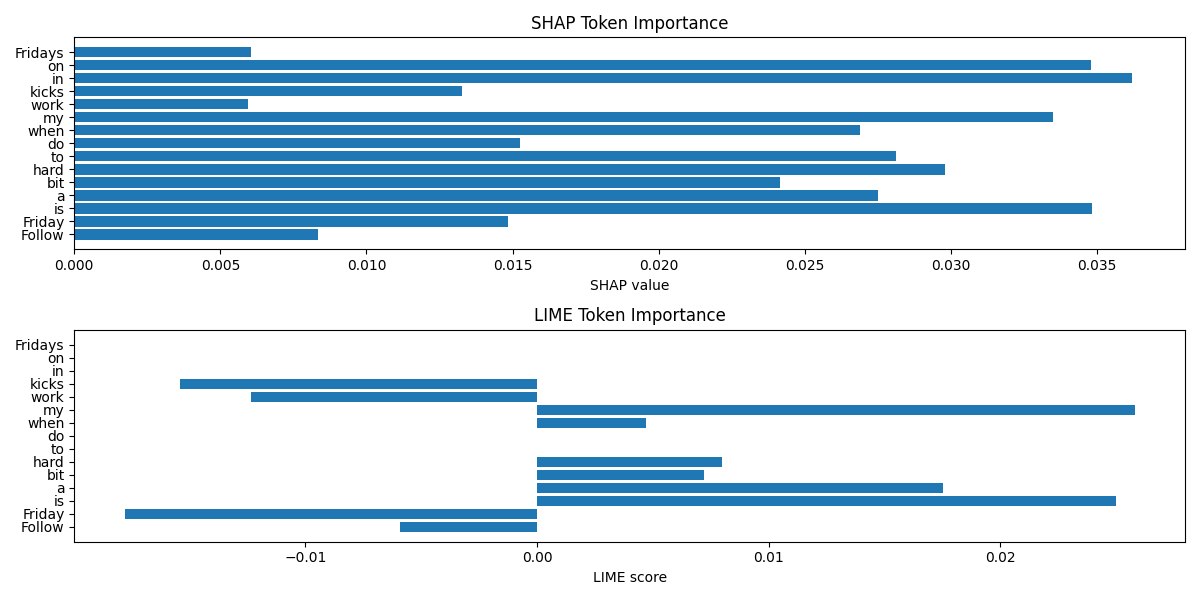 SHAP Token Importance
Fridays
on
in
kicks
work
my
when
do
to
hard
bit
a
is
Friday
Follow
0.000 0.005 0.010 0.015 0.020 0.025 0.030 0.035
SHAP value
LIME Token Importance
Fridays
on
in
kicks
work
my
when
do
to
hard
bit
a
is
Friday
Follow
−0.01 0.00 0.01 0.02
LIME score